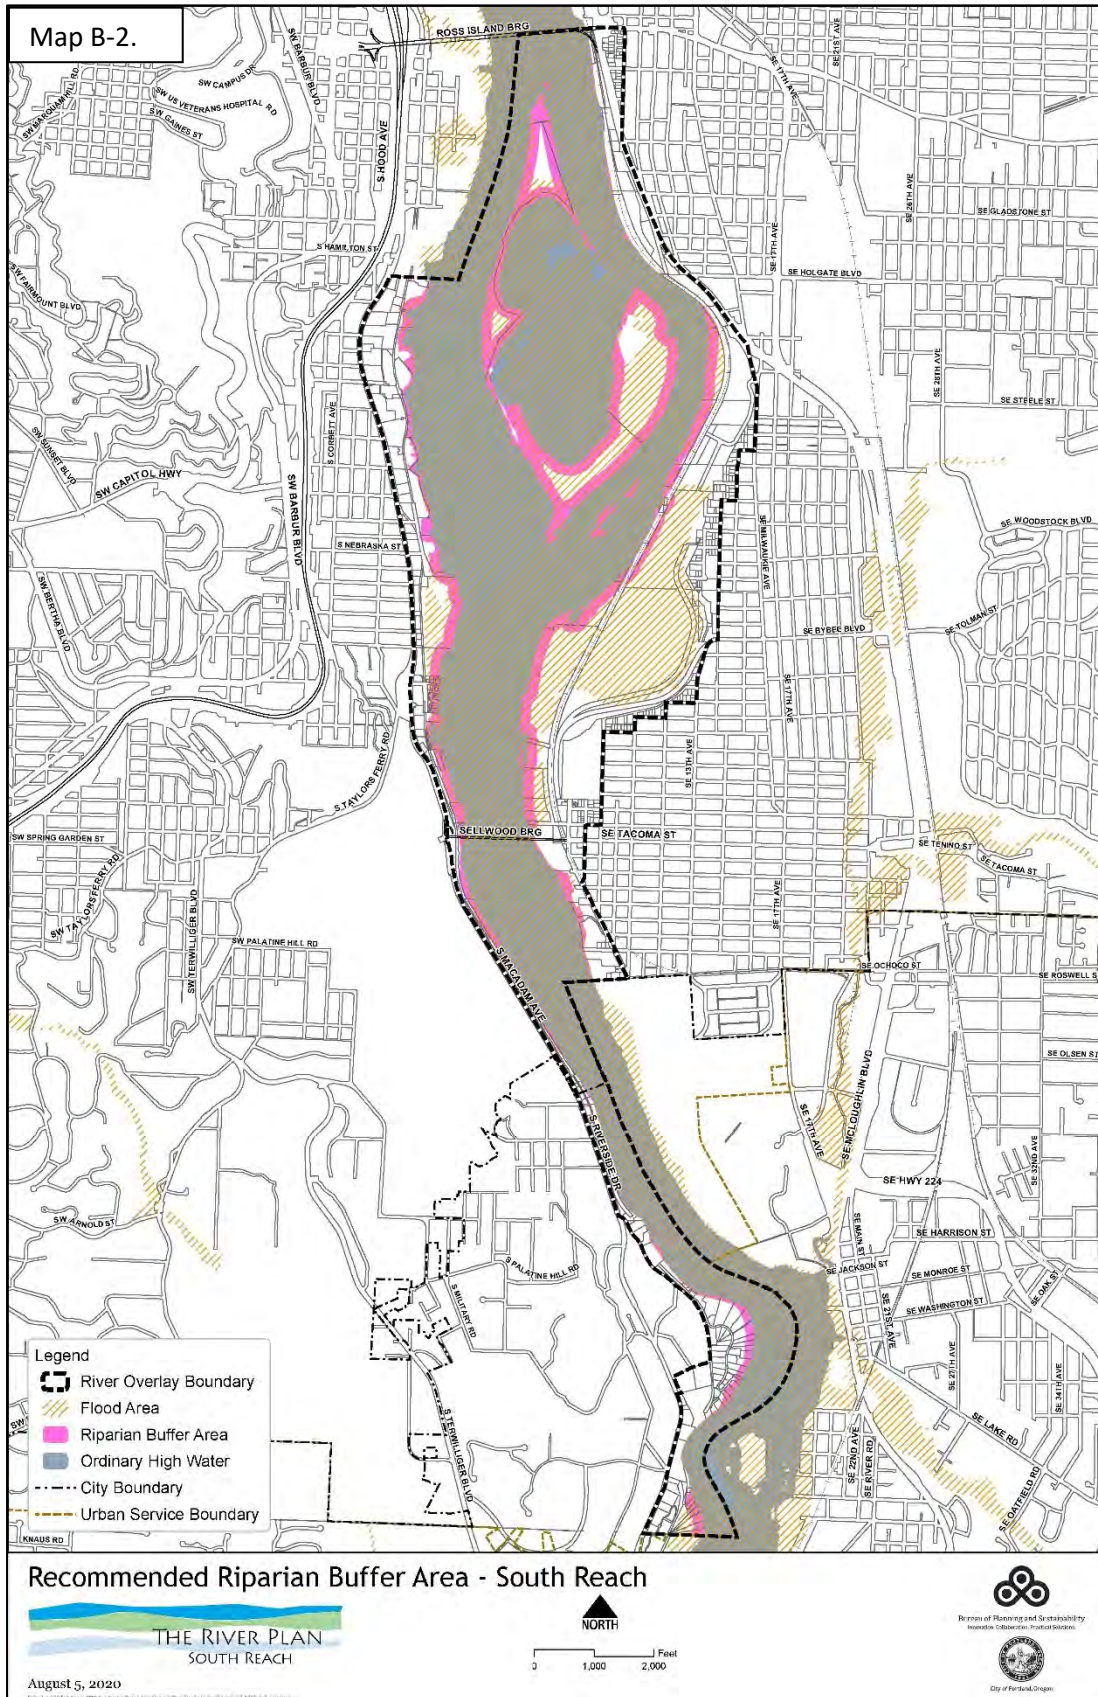 Map B-2.
ROSS ISLAND BRG
SW BARBUR BLVD
SW CAMPUS DR
SW US VETERANS HOSPITAL RD
SW MARQUAM HILL RD
SW GAINES ST
S HOOD AVE
SE 17TH AVE
SE 21ST AVE
SE 26TH AVE
SE GLADSTONE ST
S HAMILTON ST
SE 17TH AVE
SE HOLGATE BLVD
SW FAIRMOUNT BLVD
SE 28TH AVE
SE STEELE ST
S CORBETT AVE
SW SUNSET BLVD
SW CAPITOL HWY
SW BARBUR BLVD
SE MILWAUKIE AVE
SE WOODSTOCK BLVD
S NEBRASKA ST
SW BERTHA BLVD
SE BYBEE BLVD
SE TOLMAN ST
SE 17TH AVE
SE 13TH AVE
S TAYLORS FERRY RD
SW SPRING GARDEN ST
SELLWOOD BRG
SE TACOMA ST
SE TENINO ST
SE TACOMA ST
SW TAYLORS FERRY RD
SW TERWILLIGER BLVD
SE 17TH AVE
SW PALATINE HILL RD
S MACADAM AVE
SE OCHOCO ST
SE ROSWELL S
SE OLSEN ST
SE MCLOUGHLIN BLVD
SE 17TH AVE
S RIVERSIDE DR
SE 32ND AVE
SE HWY 224
SW ARNOLD ST
SE MAIN ST
SE HARRISON ST
S PALATINE HILL RD
SE JACKSON ST
SE MONROE ST
SE OAK ST
SE WASHINGTON ST
SE 21ST AVE
S MILITARY RD
SE 27TH AVE
SE 34TH AVE
S TERWILLIGER BLVD
SE LAKE RD
SE 22ND AVE
SE RIVER RD
SE OATFIELD RD
SW
KNAUS RD
Legend
River Overlay Boundary
Flood Area
Riparian Buffer Area
Ordinary High Water
City Boundary
Urban Service Boundary
Recommended Riparian Buffer Area - South Reach
THE RIVER PLAN
SOUTH REACH
August 5, 2020
NORTH
Feet
0 1,000 2,000
Bureau of Planning and Sustainability
Innovation. Collaboration. Practical Solutions.
City of Portland, Oregon